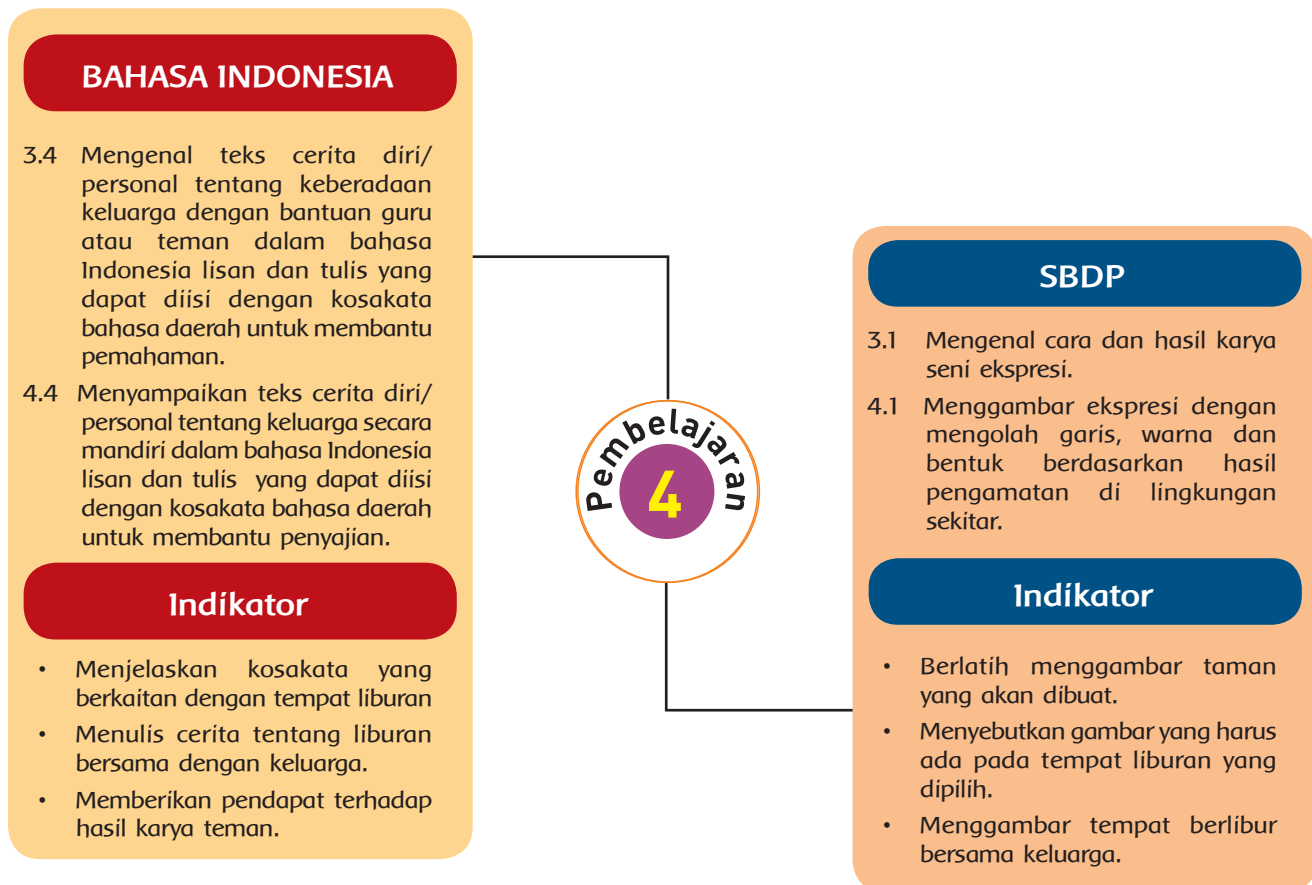 BAHASA INDONESIA
3.4 Mengenal teks cerita diri/
personal tentang keberadaan
keluarga dengan bantuan guru
atau teman dalam bahasa
Indonesia lisan dan tulis yang
dapat diisi dengan kosakata
bahasa daerah untuk membantu
pemahaman.
4.4 Menyampaikan teks cerita diri/
personal tentang keluarga secara
mandiri dalam bahasa Indonesia
lisan dan tulis yang dapat diisi
dengan kosakata bahasa daerah
untuk membantu penyajian.
Indikator
• Menjelaskan kosakata yang
berkaitan dengan tempat liburan
• Menulis cerita tentang liburan
bersama dengan keluarga.
• Memberikan pendapat terhadap
hasil karya teman.
Pembelajaran
4
SBDP
3.1 Mengenal cara dan hasil karya
seni ekspresi.
4.1 Menggambar ekspresi dengan
mengolah garis, warna dan
bentuk berdasarkan hasil
pengamatan di lingkungan
sekitar.
Indikator
• Berlatih menggambar taman
yang akan dibuat.
• Menyebutkan gambar yang harus
ada pada tempat liburan yang
dipilih.
• Menggambar tempat berlibur
bersama keluarga.